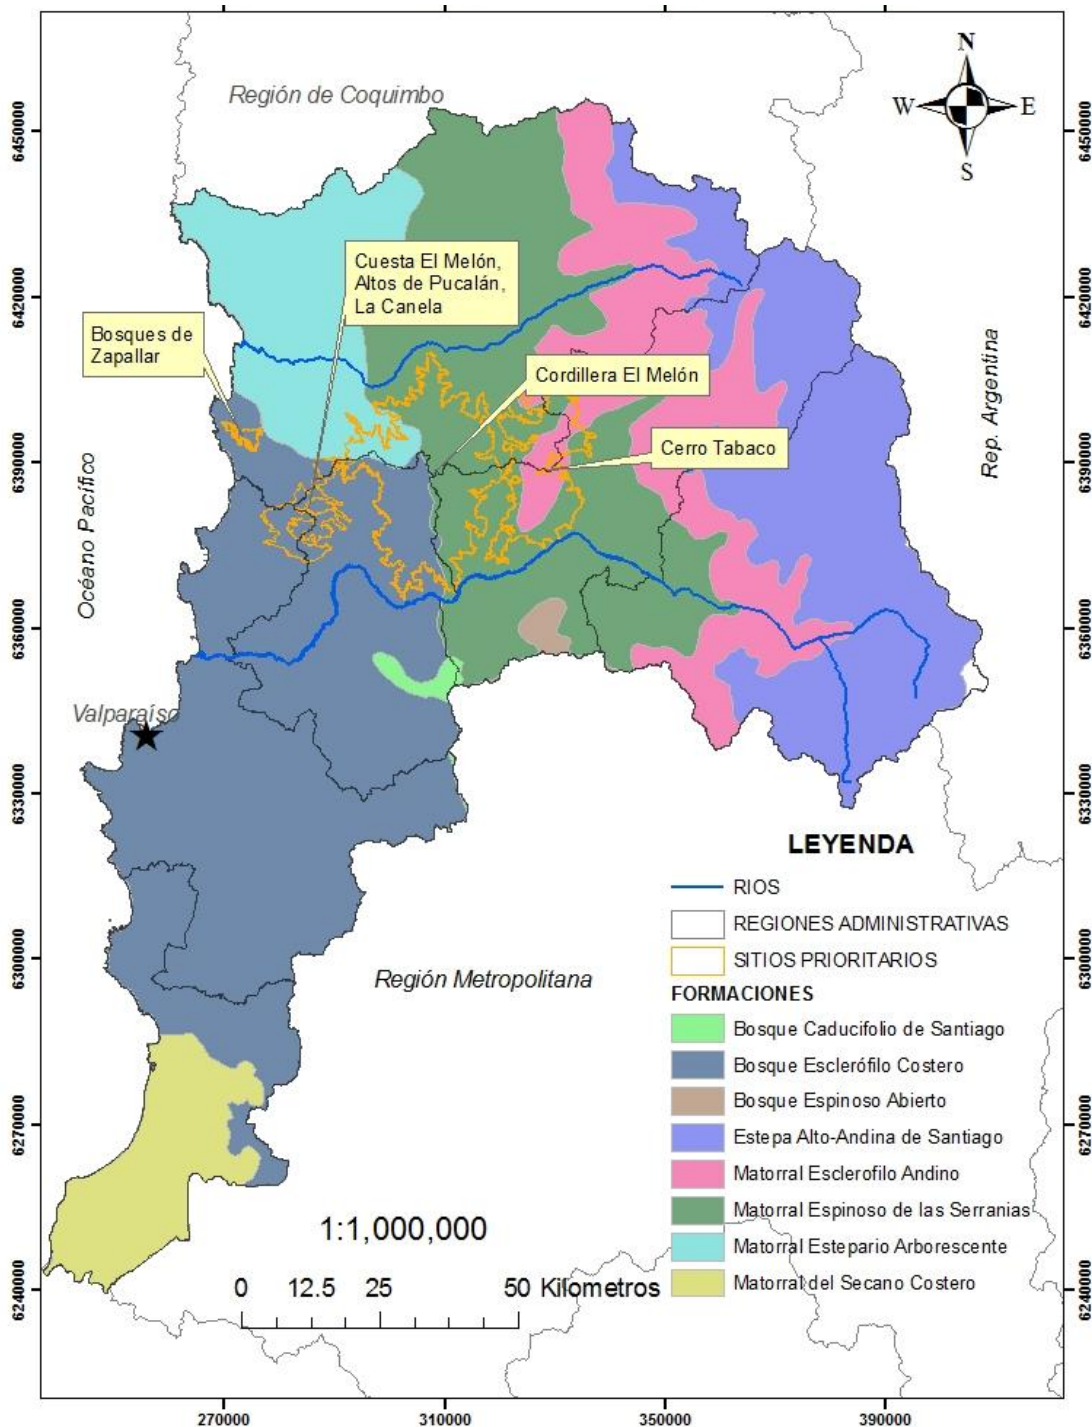 N
W
E
S
Región de Coquimbo
Cuesta El Melón,
Altos de Pucalán,
La Canela
Bosques de
Zapallar
Cordillera El Melón
Cerro Tabaco
Rep. Argentina
Océano Pacífico
Valparaíso
Región Metropolitana
LEYENDA
RIOS
REGIONES ADMINISTRATIVAS
SITIOS PRIORITARIOS
FORMACIONES
Bosque Caducifolio de Santiago
Bosque Esclerófilo Costero
Bosque Espinoso Abierto
Estepa Alto-Andina de Santiago
Matorral Esclerofilo Andino
Matorral Espinoso de las Serranias
Matorral Estepario Arborescente
Matorral del Secano Costero
1:1,000,000
0 12.5 25 50 Kilometros
6450000
6420000
6390000
6360000
6330000
6300000
6270000
6240000
6450000
6420000
6390000
6360000
6330000
6300000
6270000
6240000
270000 310000 350000 3900000